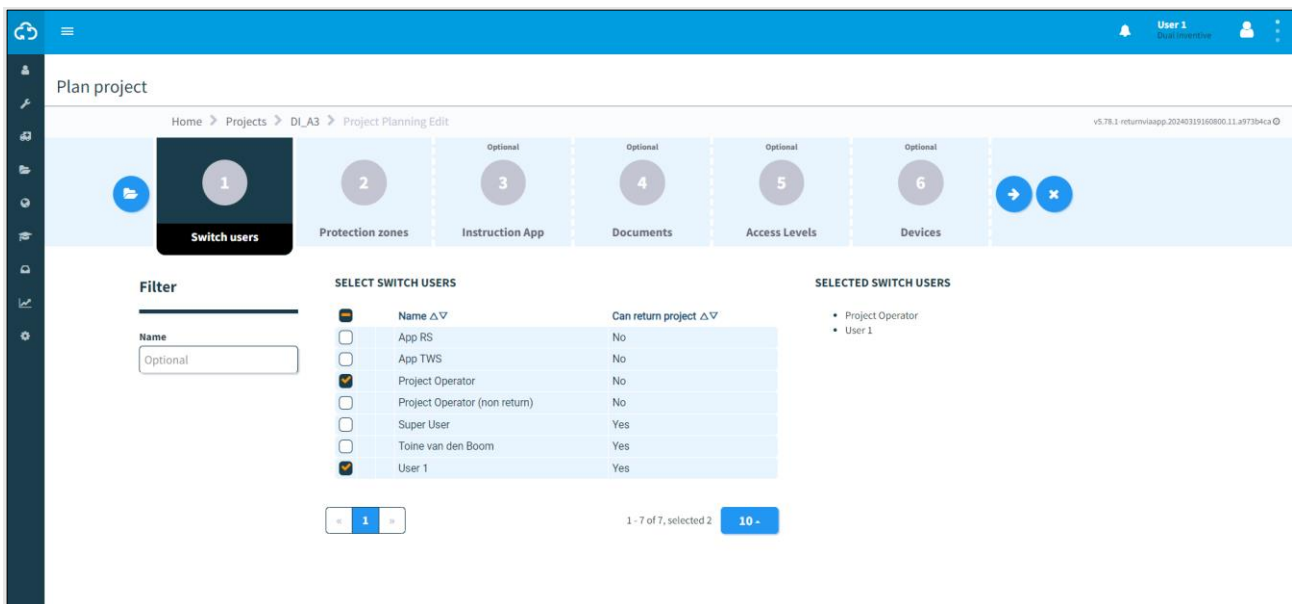 User 1
Dual Inventive
Plan project
Home > Projects > DI_A3 > Project Planning Edit
v5.78.1-returnviaapp.20240319160800.11.a973b4ca
Optional Optional Optional Optional
1 2 3 4 5 6
Switch users Protection zones Instruction App Documents Access Levels Devices
Filter
Name
Optional
SELECT SWITCH USERS
Name △▽ Can return project △▽
App RS No
App TWS No
Project Operator No
Project Operator (non return) No
Super User Yes
Toine van den Boom Yes
User 1 Yes
« 1 »
1 - 7 of 7, selected 2
10
SELECTED SWITCH USERS
• Project Operator
• User 1